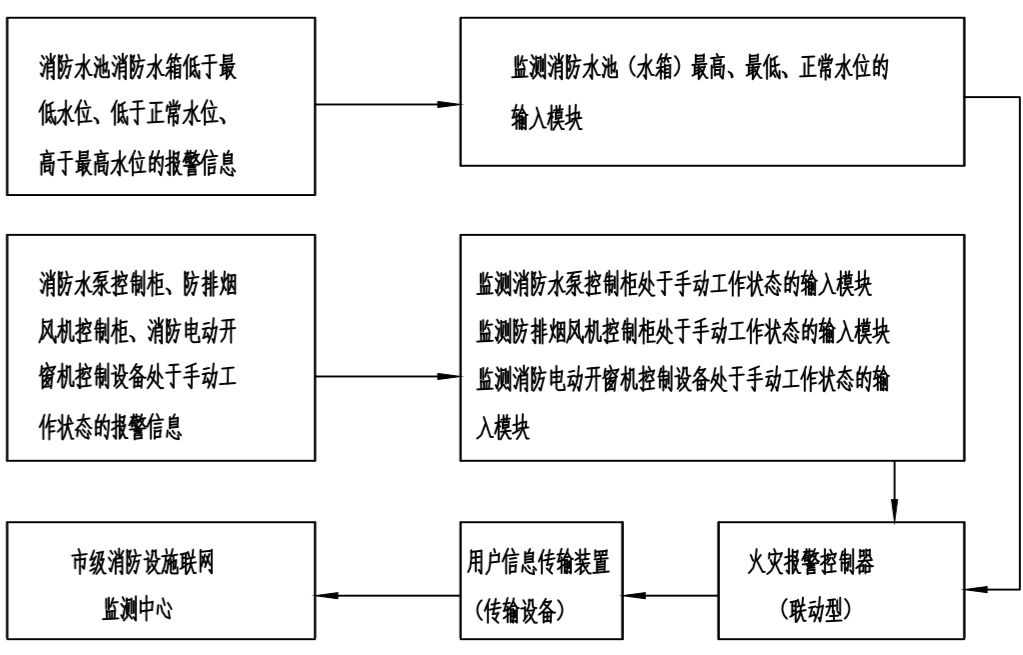 消防水池消防水箱低于最
低水位、低于正常水位、
高于最高水位的报警信息
监测消防水池（水箱）最高、最低、正常水位的
输入模块
消防水泵控制柜、防排烟
风机控制柜、消防电动开
窗机控制设备处于手动工
作状态的报警信息
监测消防水泵控制柜处于手动工作状态的输入模块
监测防排烟风机控制柜处于手动工作状态的输入模块
监测消防电动开窗机控制设备处于手动工作状态的输
入模块
市级消防设施联网
监测中心
用户信息传输装置
（传输设备）
火灾报警控制器
（联动型）